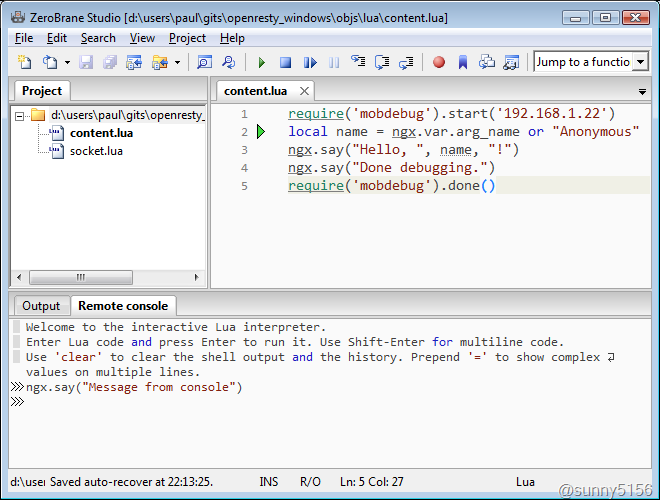 ZeroBrane Studio [d:\users\paul\gits\openresty_windows\objs\lua\content.lua]
File Edit Search View Project Help
Jump to a functio
Project
content.lua
d:\users\paul\gits\openresty_
content.lua
socket.lua
1 require('mobdebug').start('192.168.1.22')
2 local name = ngx.var.arg_name or "Anonymous"
3 ngx.say("Hello, ", name, "!")
4 ngx.say("Done debugging.")
5 require('mobdebug').done()
Output Remote console
Welcome to the interactive Lua interpreter.
Enter Lua code and press Enter to run it. Use Shift-Enter for multiline code.
Use 'clear' to clear the shell output and the history. Prepend '=' to show complex
values on multiple lines.
ngx.say("Message from console")
d:\user Saved auto-recover at 22:13:25. INS R/O Ln: 5 Col: 27 Lua
@sunny5156